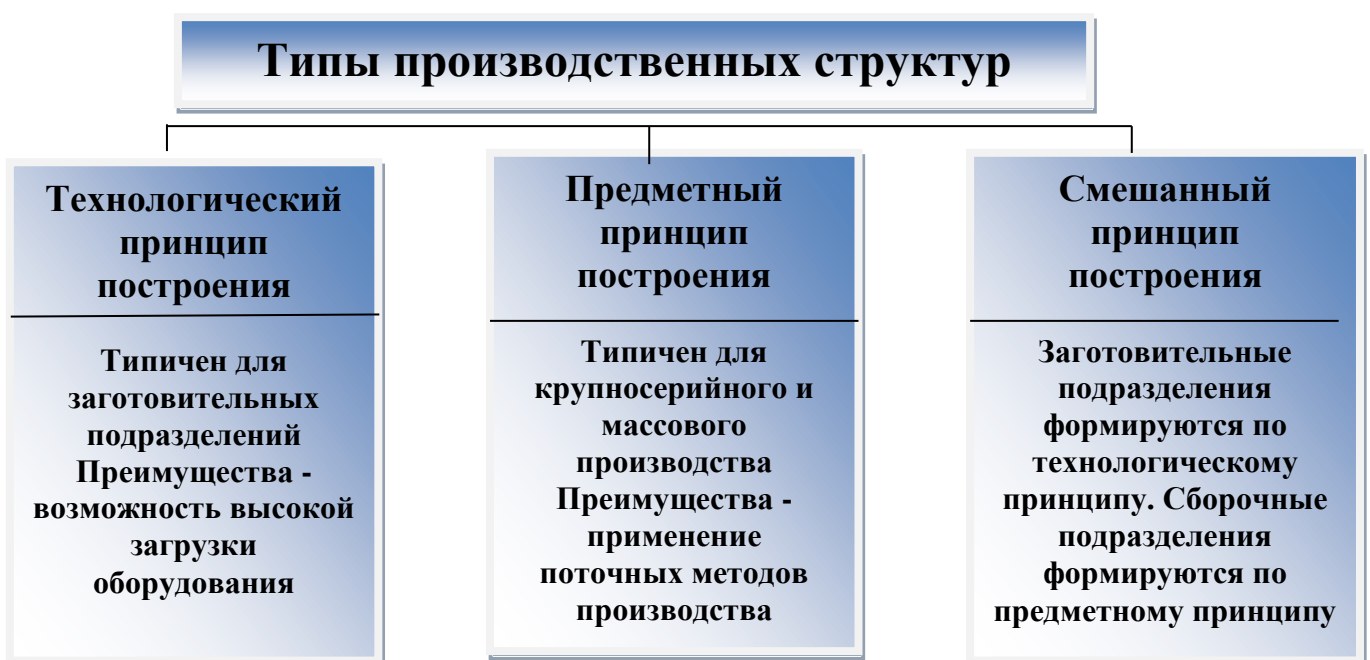 Типы производственных структур
Технологический
принцип
построения
Типичен для
заготовительных
подразделений
Преимущества -
возможность высокой
загрузки
оборудования
Предметный
принцип
построения
Типичен для
крупносерийного и
массового
производства
Преимущества -
применение
поточных методов
производства
Смешанный
принцип
построения
Заготовительные
подразделения
формируются по
технологическому
принципу. Сборочные
подразделения
формируются по
предметному принципу